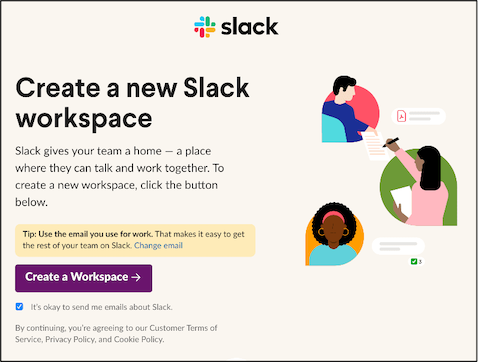 slack
Create a new Slack
workspace
Slack gives your team a home — a place
where they can talk and work together. To
create a new workspace, click the button
below.
Tip: Use the email you use for work. That makes it easy to get
the rest of your team on Slack. Change email
Create a Workspace →
It's okay to send me emails about Slack.
By continuing, you're agreeing to our Customer Terms of
Service, Privacy Policy, and Cookie Policy.
3